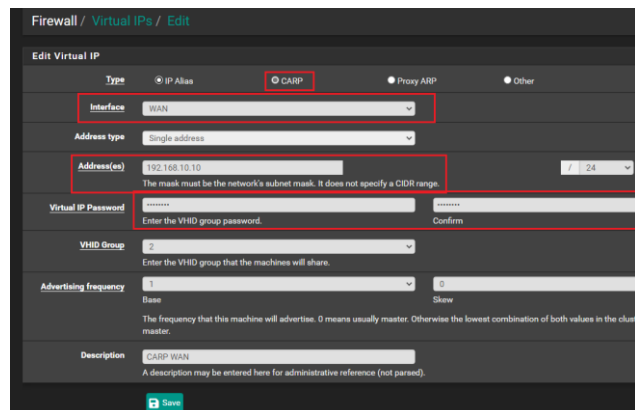 Firewall / Virtual IPs / Edit
Edit Virtual IP
Type IP Alias CARP Proxy ARP Other
Interface WAN
Address type Single address
Address(es) 192.168.10.10 / 24
The mask must be the network's subnet mask. It does not specify a CIDR range.
Virtual IP Password ········ ········
Enter the VHID group password. Confirm
VHID Group 2
Enter the VHID group that the machines will share.
Advertising frequency 1 0
Base Skew
The frequency that this machine will advertise. 0 means usually master. Otherwise the lowest combination of both values in the clus
master.
Description CARP WAN
A description may be entered here for administrative reference (not parsed).
Save